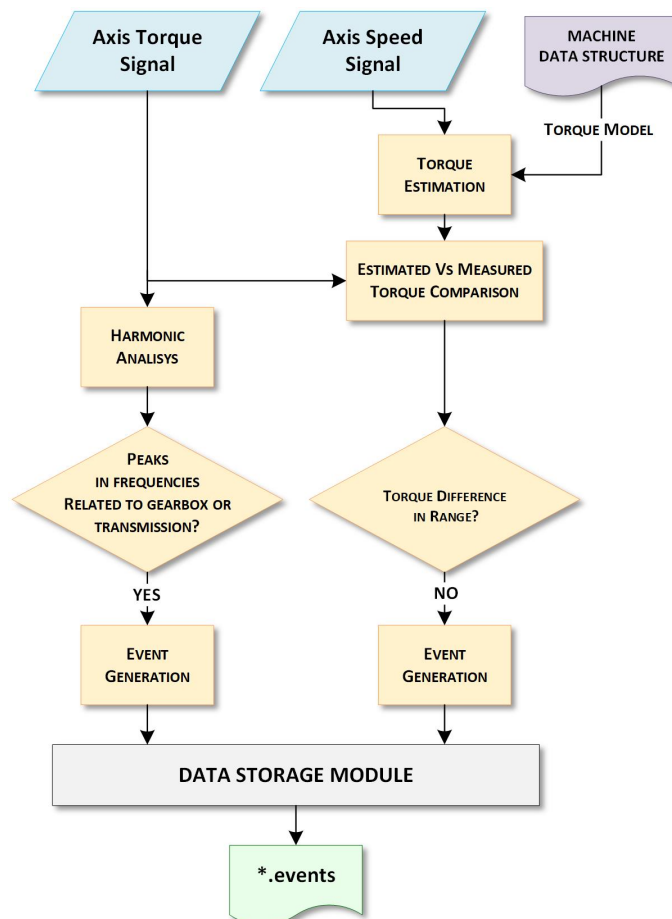 Axis Torque
Signal
Axis Speed
Signal
MACHINE
DATA STRUCTURE
TORQUE MODEL
TORQUE
ESTIMATION
ESTIMATED VS MEASURED
TORQUE COMPARISON
HARMONIC
ANALISYS
PEAKS
IN FREQUENCIES
RELATED TO GEARBOX OR
TRANSMISSION?
TORQUE DIFFERENCE
IN RANGE?
YES
NO
EVENT
GENERATION
EVENT
GENERATION
DATA STORAGE MODULE
*.events